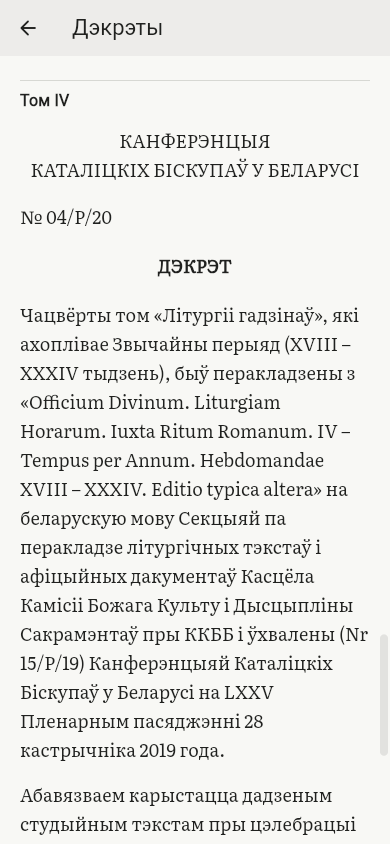 Дэкрэты
Том IV
КАНФЕРЭНЦЫЯ
КАТАЛІЦКІХ БІСКУПАЎ У БЕЛАРУСІ
№ 04/Р/20
ДЭКРЭТ
Чацвёрты том «Літургіі гадзінаў», які
ахоплівае Звычайны перыяд (XVIII –
XXXIV тыдзень), быў перакладзены з
«Officium Divinum. Liturgiam
Horarum. Iuxta Ritum Romanum. IV –
Tempus per Annum. Hebdomandae
XVIII – XXXIV. Editio typica altera» на
беларускую мову Секцыяй па
перакладзе літургічных тэкстаў і
афіцыйных дакументаў Касцёла
Камісіі Божага Культу і Дысцыпліны
Сакрамэнтаў пры ККББ і ўхвалены (Nr
15/P/19) Канферэнцыяй Каталіцкіх
Біскупаў у Беларусі на LXXV
Пленарным пасяджэнні 28
кастрычніка 2019 года.
Абавязваем карыстацца дадзеным
студыйным тэкстам пры цэлебрацыі